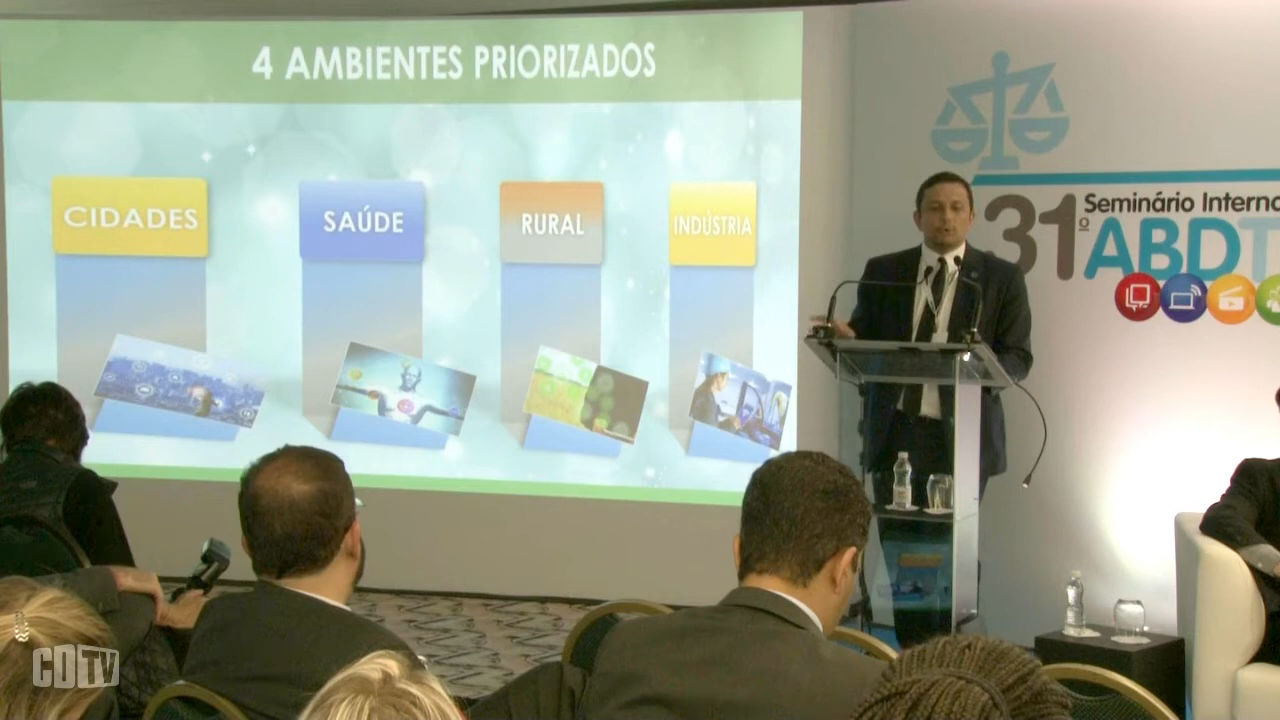 4 AMBIENTES PRIORIZADOS
CIDADES
SAÚDE
RURAL
INDÚSTRIA
31º
Seminário Interna
ABDT
CDTV